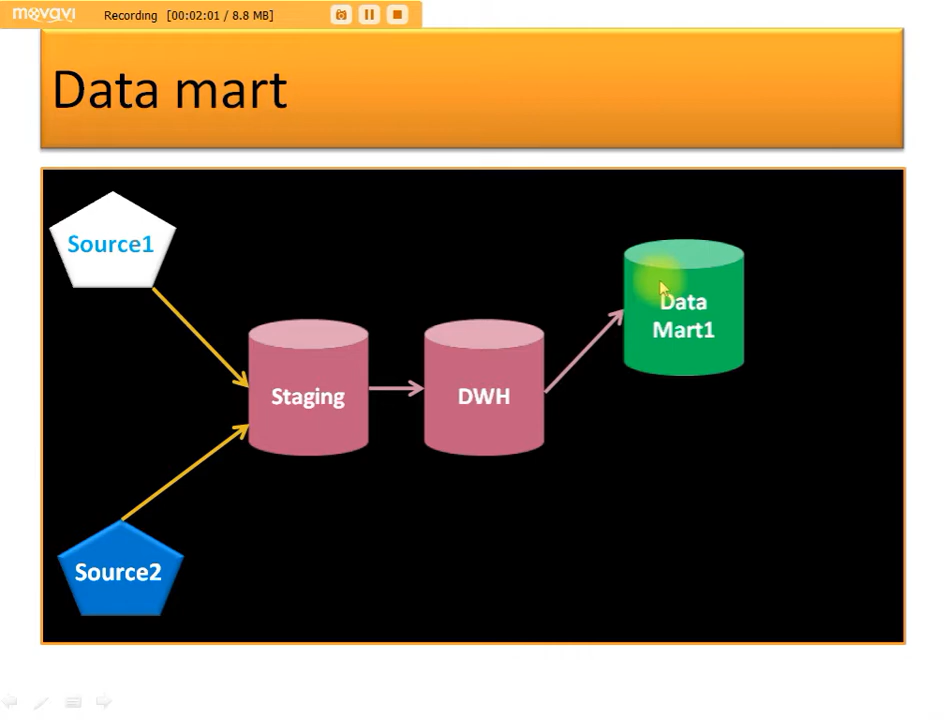 movavi
Recording [00:02:01 / 8.8 MB]
Data mart
Source1
Data
Mart1
Staging
DWH
Source2